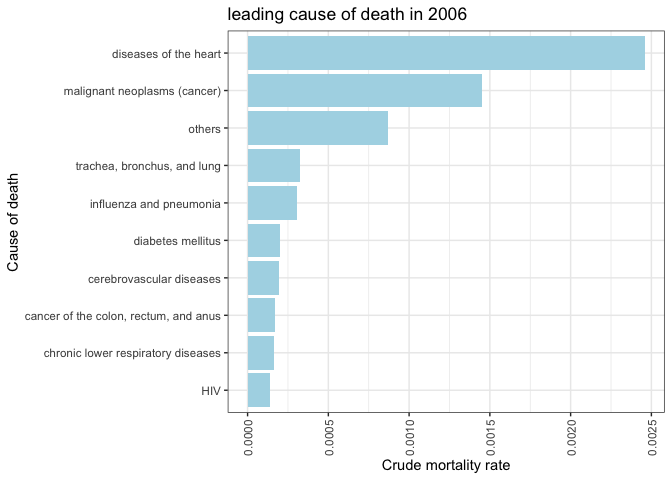 leading cause of death in 2006
Cause of death
diseases of the heart
malignant neoplasms (cancer)
others
trachea, bronchus, and lung
influenza and pneumonia
diabetes mellitus
cerebrovascular diseases
cancer of the colon, rectum, and anus
chronic lower respiratory diseases
HIV
0.0000
0.0005
0.0010
0.0015
0.0020
0.0025
Crude mortality rate